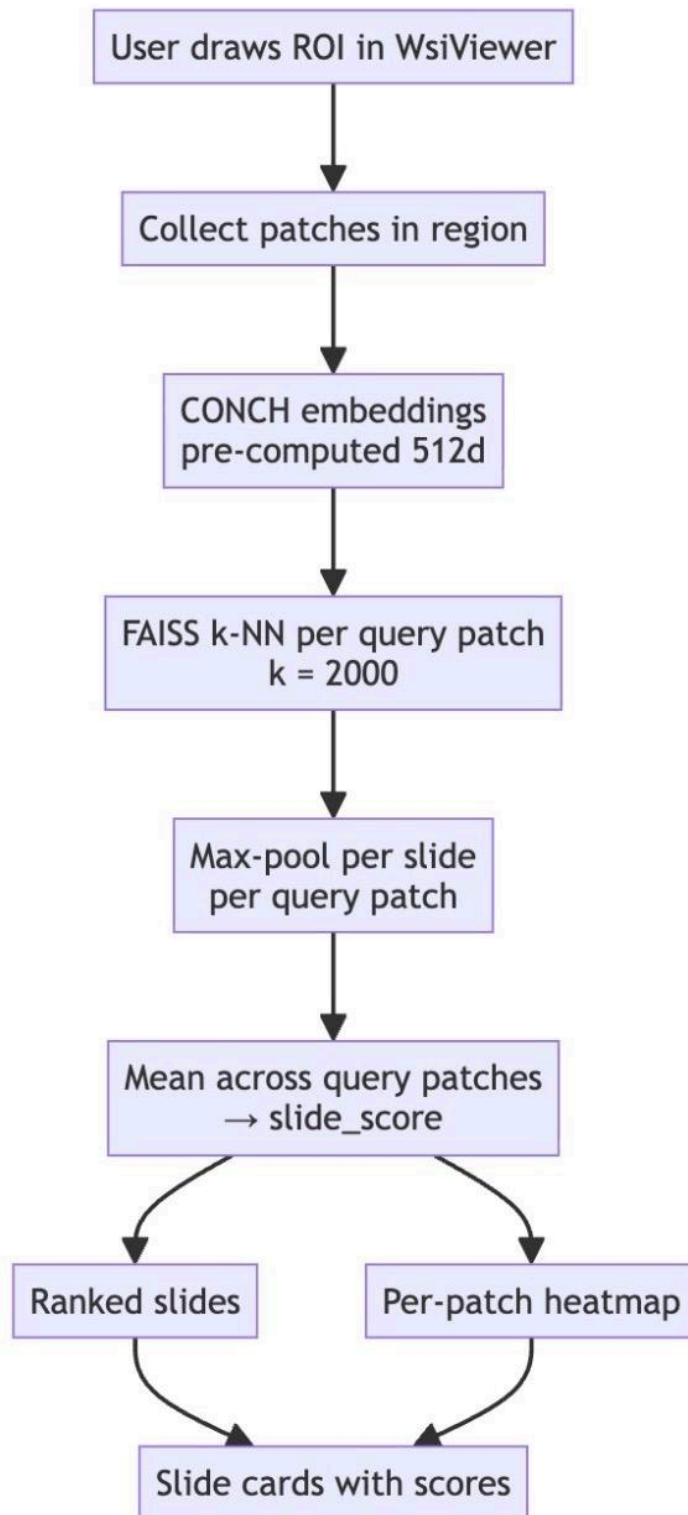 User draws ROI in WsiViewer
Collect patches in region
CONCH embeddings
pre-computed 512d
FAISS k-NN per query patch
k = 2000
Max-pool per slide
per query patch
Mean across query patches
→ slide_score
Ranked slides
Per-patch heatmap
Slide cards with scores